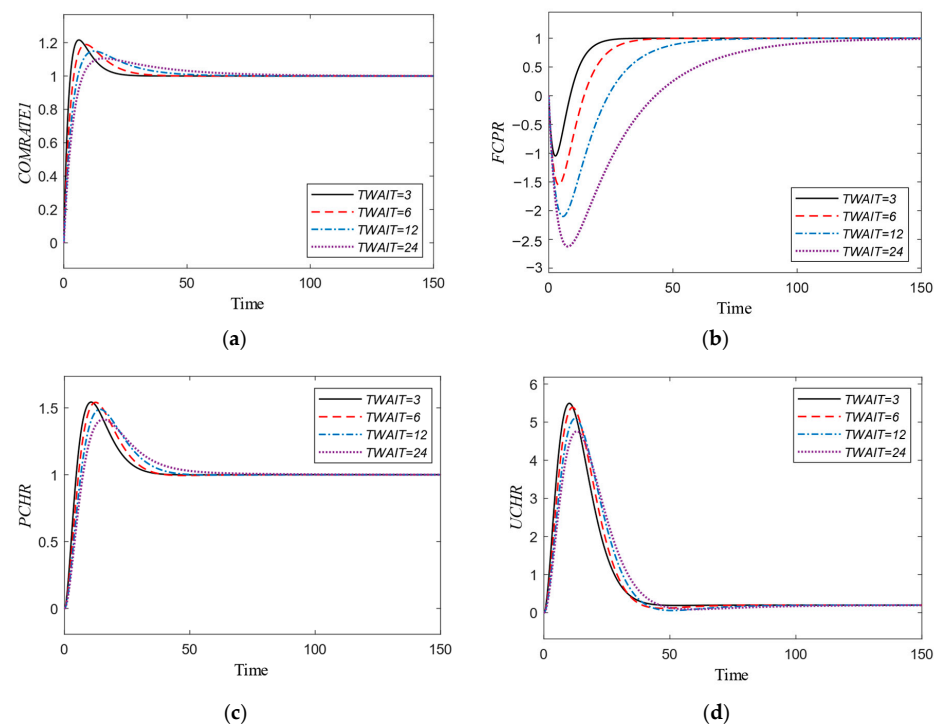 COMRATE1
1.2
1
0.8
0.6
0.4
0.2
0
TWAIT=3
TWAIT=6
TWAIT=12
TWAIT=24
0 50 100 150
Time
(a)
FCPR
1
0.5
0
−0.5
−1
−1.5
−2
−2.5
−3
TWAIT=3
TWAIT=6
TWAIT=12
TWAIT=24
0 50 100 150
Time
(b)
PCHR
1.5
1
0.5
0
TWAIT=3
TWAIT=6
TWAIT=12
TWAIT=24
0 50 100 150
Time
(c)
UCHR
6
5
4
3
2
1
0
TWAIT=3
TWAIT=6
TWAIT=12
TWAIT=24
0 50 100 150
Time
(d)